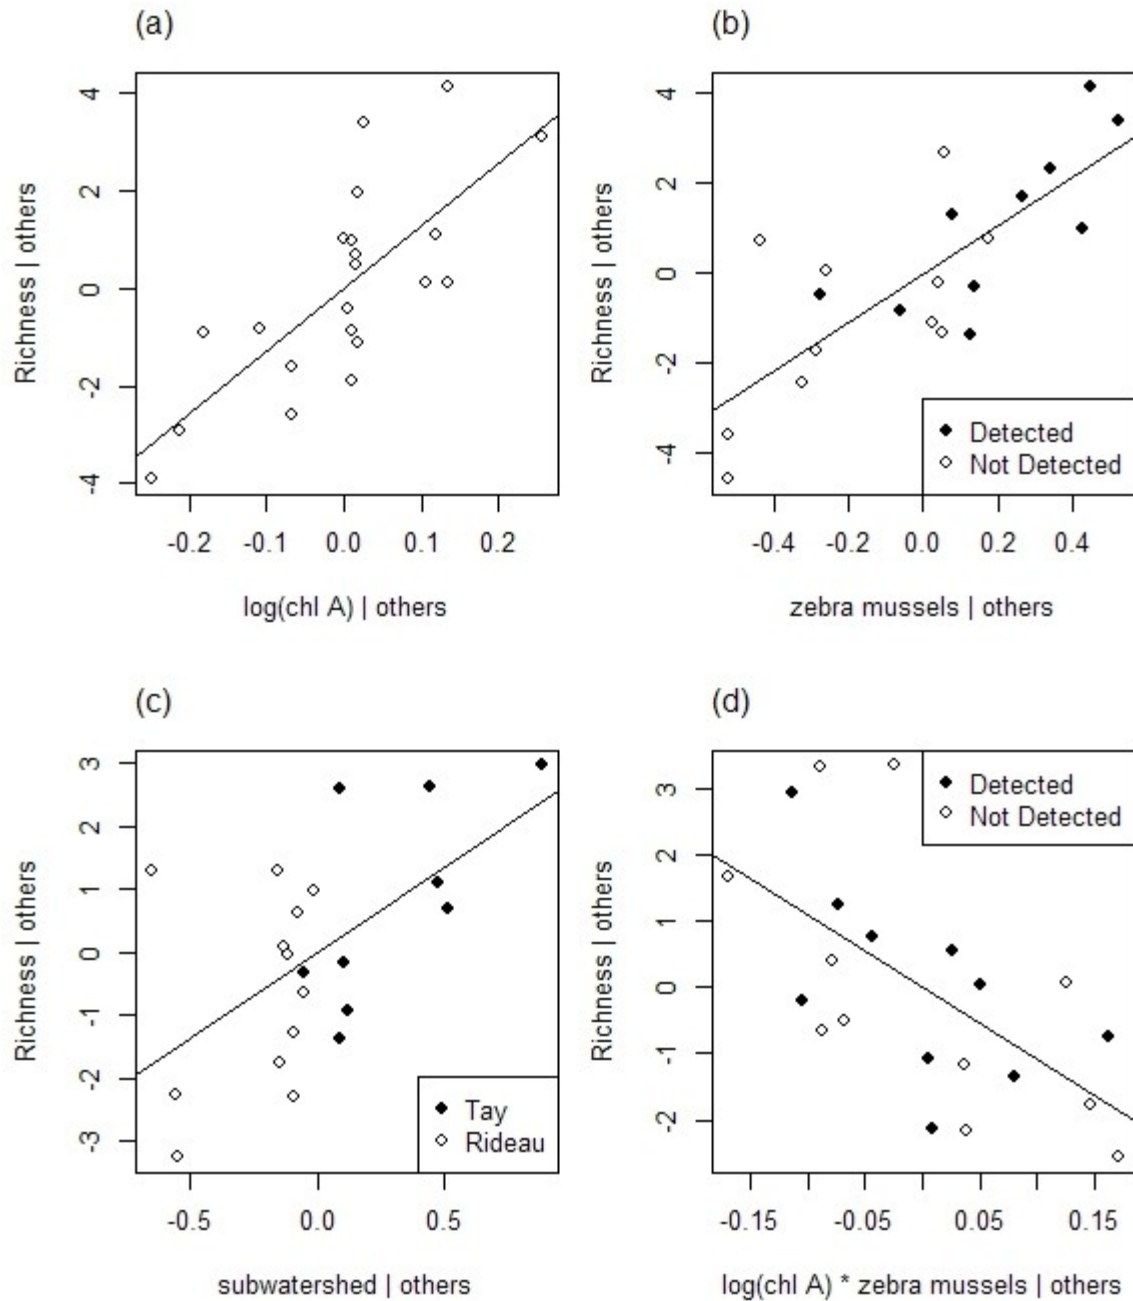 (a)
4
2
0
-2
-4
Richness | others
-0.2 -0.1 0.0 0.1 0.2
log(chl A) | others
(b)
4
2
0
-2
-4
Richness | others
Detected
Not Detected
-0.4 0.0 0.2 0.4
zebra mussels | others
(c)
3
2
1
0
-1
-2
-3
Richness | others
Tay
Rideau
-0.5 0.0 0.5
subwatershed | others
(d)
Detected
Not Detected
3
2
1
0
-1
-2
Richness | others
-0.15 -0.05 0.05 0.15
log(chl A) * zebra mussels | others